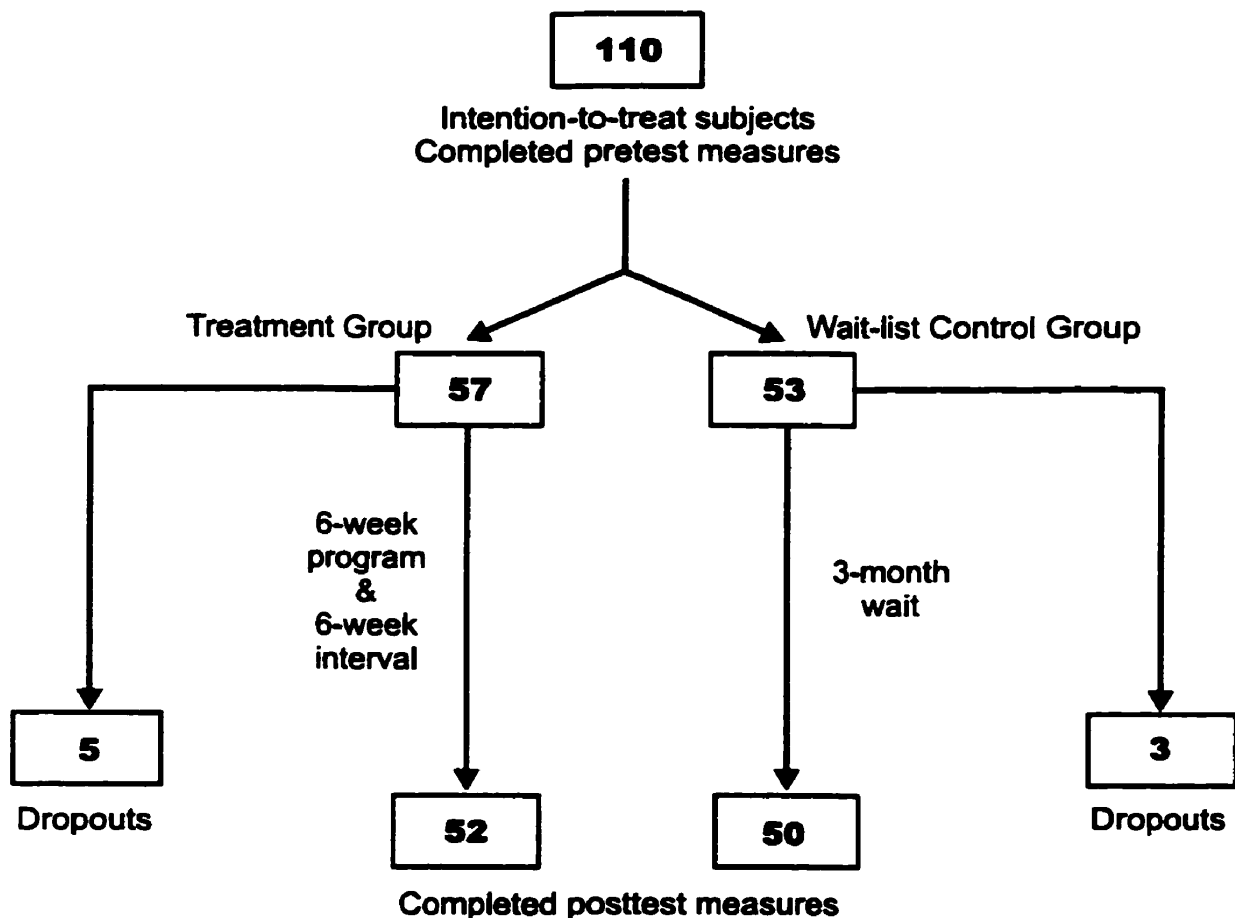 110
Intention-to-treat subjects
Completed pretest measures
Treatment Group
Wait-list Control Group
57
53
6-week
program
&
6-week
interval
3-month
wait
5
3
Dropouts
Dropouts
52
50
Completed posttest measures